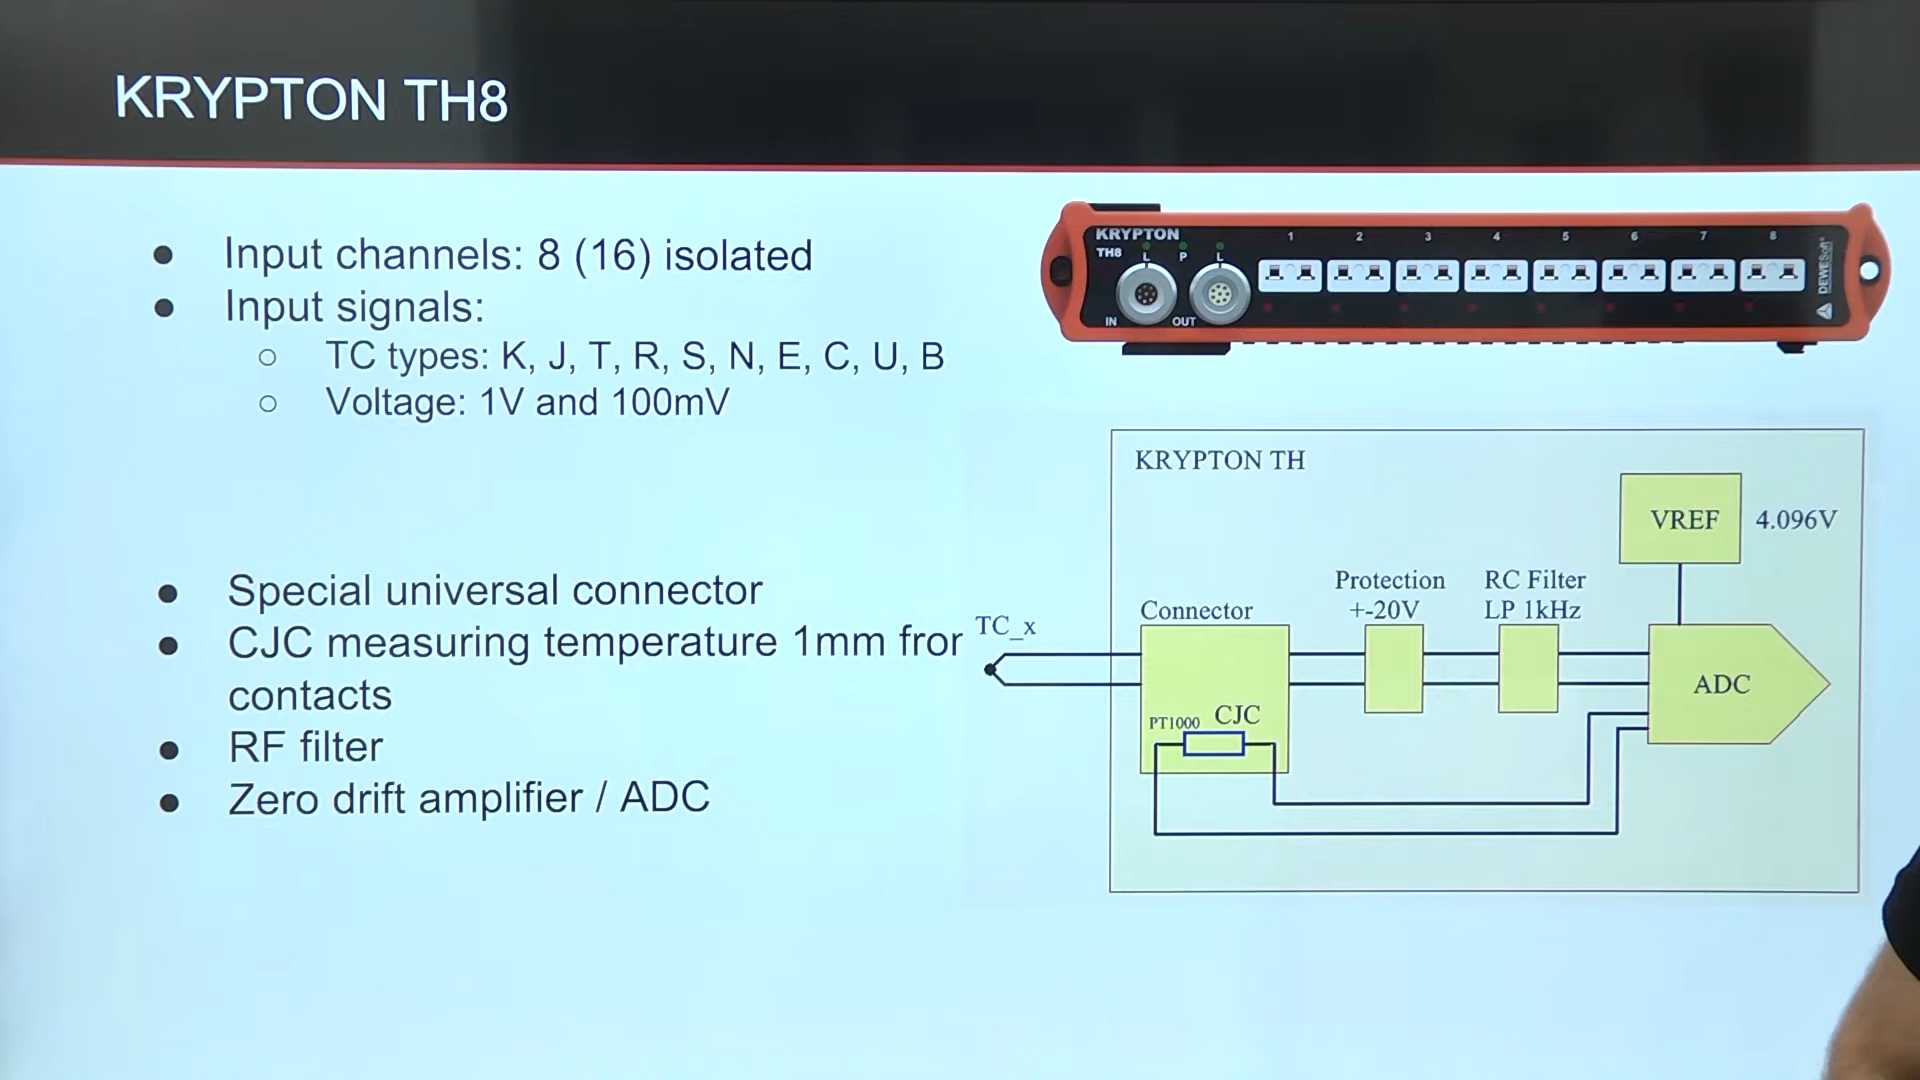 KRYPTON TH8
Input channels: 8 (16) isolated
Input signals:
TC types: K, J, T, R, S, N, E, C, U, B
Voltage: 1V and 100mV
Special universal connector
CJC measuring temperature 1mm fror
contacts
RF filter
Zero drift amplifier / ADC
KRYPTON
TH8
L P L
IN OUT
1 2 3 4 5 6 7 8
DEWESoft
KRYPTON TH
VREF 4.096V
Protection
+-20V
RC Filter
LP 1kHz
Connector
TC_x
ADC
PT1000 CJC